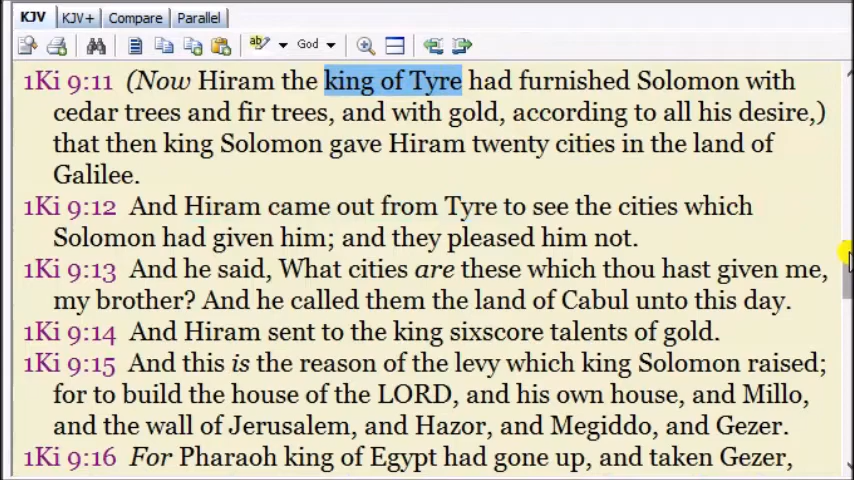 KJV KJV+ Compare Parallel
God
1Ki 9:11 (Now Hiram the king of Tyre had furnished Solomon with
cedar trees and fir trees, and with gold, according to all his desire,)
that then king Solomon gave Hiram twenty cities in the land of
Galilee.
1Ki 9:12 And Hiram came out from Tyre to see the cities which
Solomon had given him; and they pleased him not.
1Ki 9:13 And he said, What cities are these which thou hast given me,
my brother? And he called them the land of Cabul unto this day.
1Ki 9:14 And Hiram sent to the king sixscore talents of gold.
1Ki 9:15 And this is the reason of the levy which king Solomon raised;
for to build the house of the LORD, and his own house, and Millo,
and the wall of Jerusalem, and Hazor, and Megiddo, and Gezer.
1Ki 9:16 For Pharaoh king of Egypt had gone up, and taken Gezer,